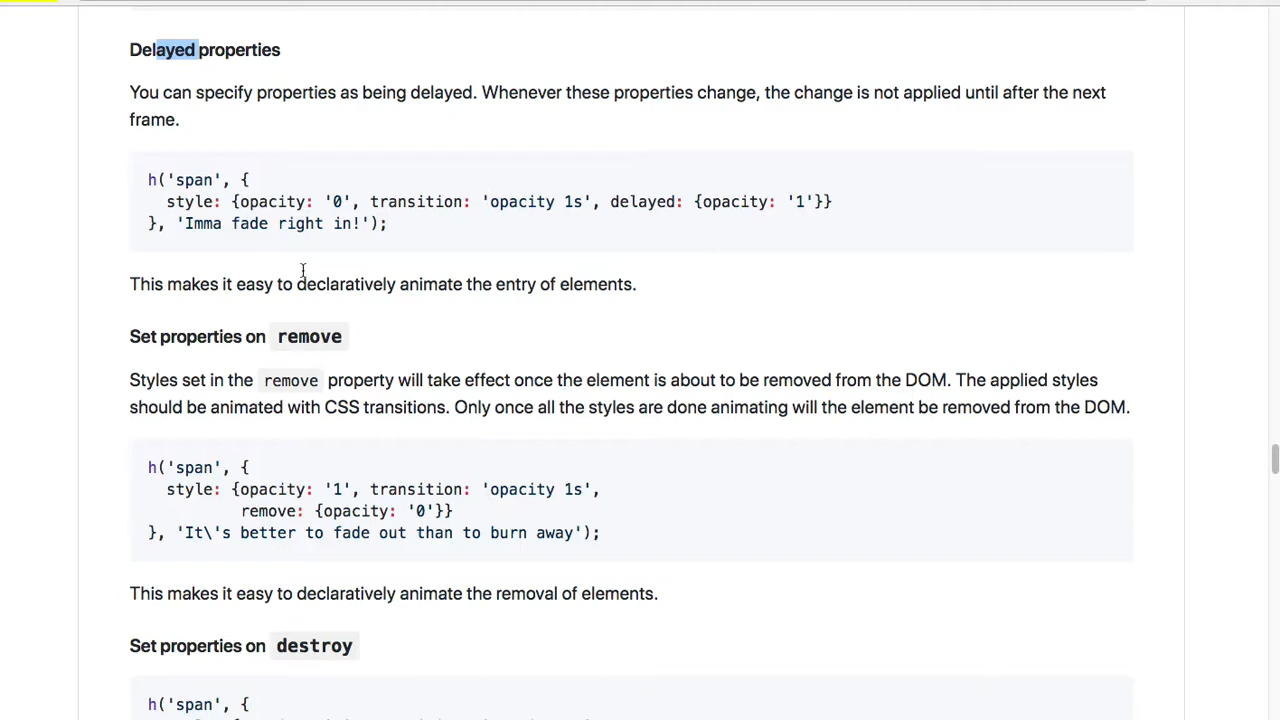 Delayed properties
You can specify properties as being delayed. Whenever these properties change, the change is not applied until after the next
frame.
h('span', {
  style: {opacity: '0', transition: 'opacity 1s', delayed: {opacity: '1'}}
}, 'Imma fade right in!');
This makes it easy to declaratively animate the entry of elements.
Set properties on remove
Styles set in the remove property will take effect once the element is about to be removed from the DOM. The applied styles
should be animated with CSS transitions. Only once all the styles are done animating will the element be removed from the DOM.
h('span', {
  style: {opacity: '1', transition: 'opacity 1s',
          remove: {opacity: '0'}}
}, 'It\'s better to fade out than to burn away');
This makes it easy to declaratively animate the removal of elements.
Set properties on destroy
h('span', {